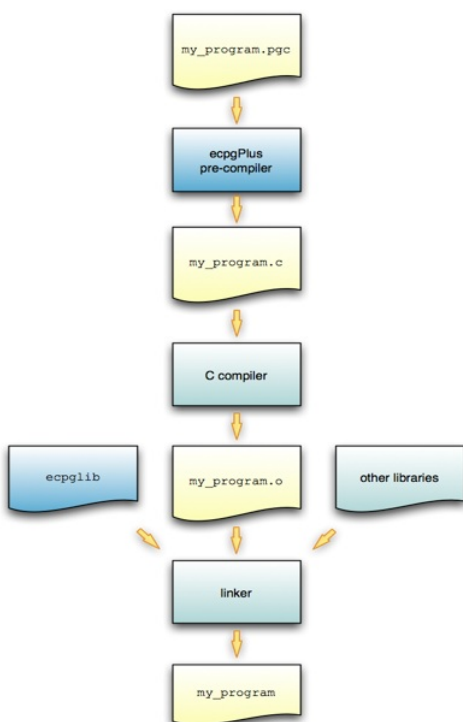 my_program.pgc
ecpgPlus
pre-compiler
my_program.c
C compiler
ecpglib
my_program.o
other libraries
linker
my_program